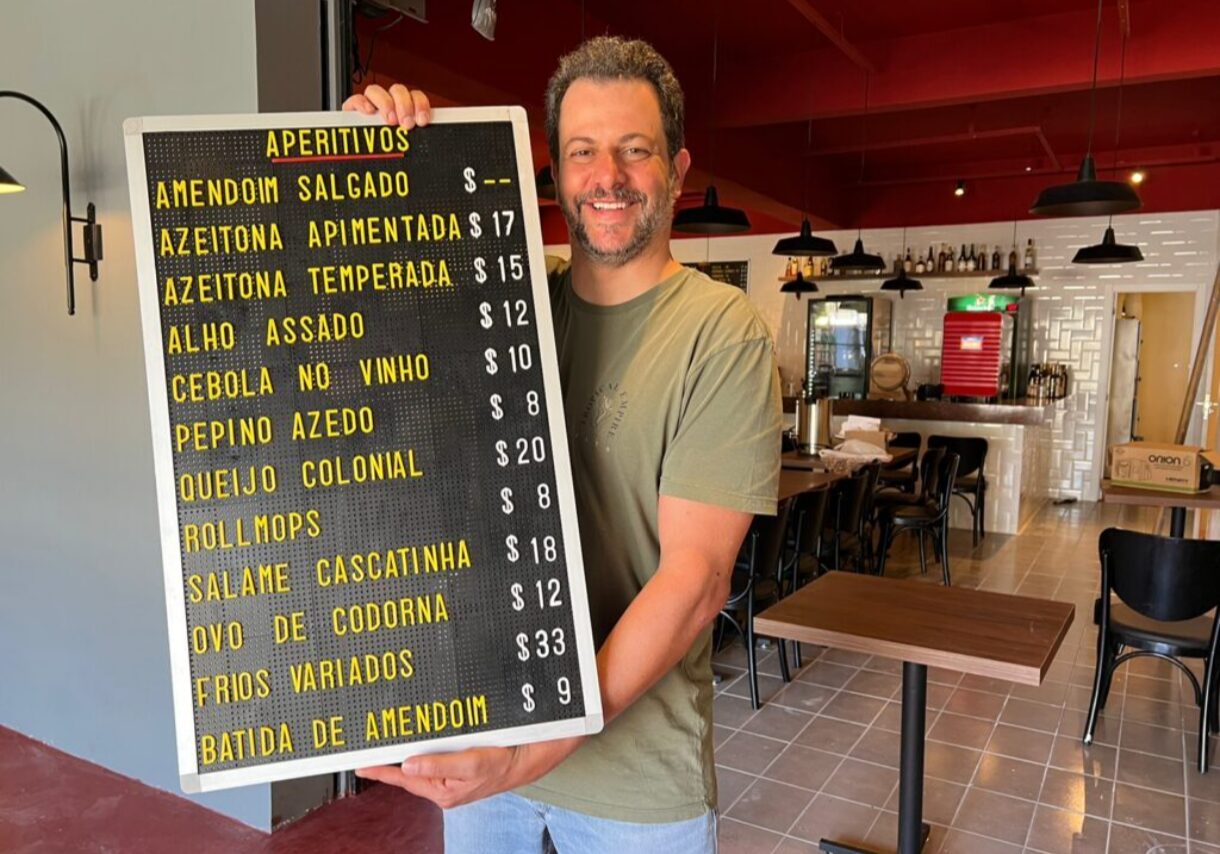 APERITIVOS
AMENDOIM SALGADO $--
AZEITONA APIMENTADA $17
AZEITONA TEMPERADA $15
ALHO ASSADO $12
CEBOLA NO VINHO $10
PEPINO AZEDO $ 8
QUEIJO COLONIAL $20
ROLLMOPS $ 8
SALAME CASCATINHA $18
OVO DE CODORNA $12
FRIOS VARIADOS $33
BATIDA DE AMENDOIM $ 9
EMPIRE
onion